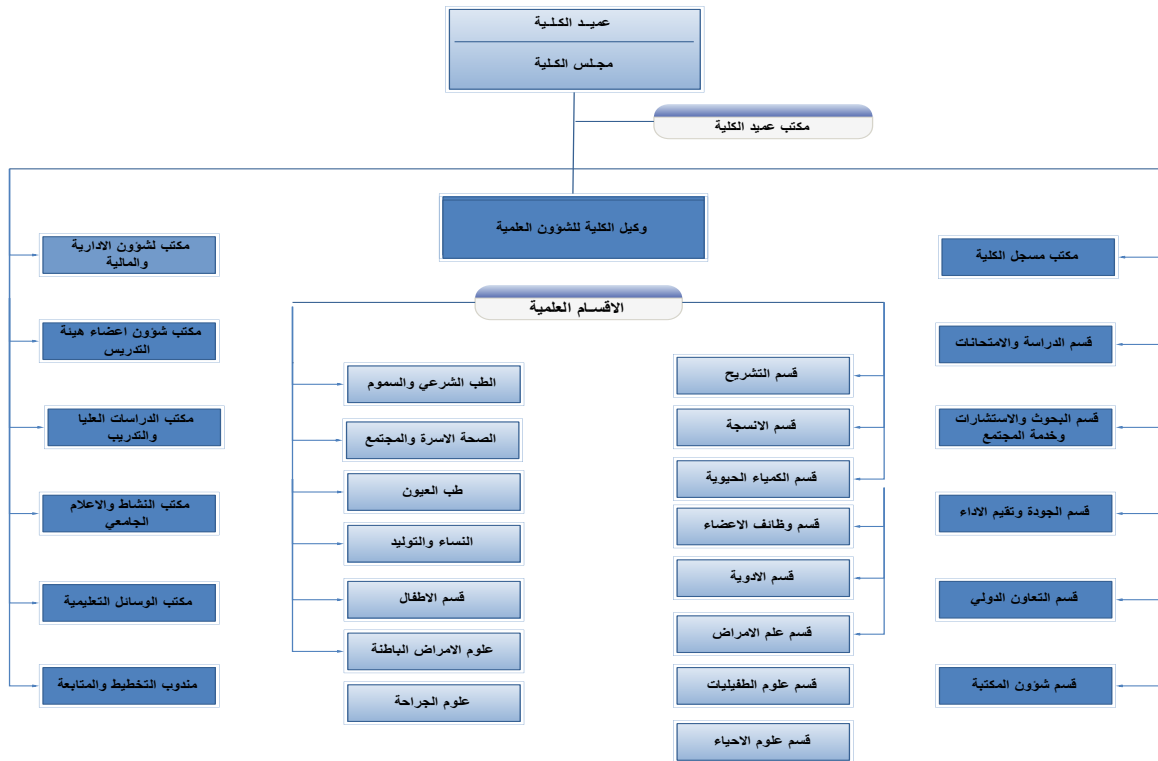 عميد الكلية
مجلس الكلية
مكتب عميد الكلية
وكيل الكلية للشؤون العلمية
مكتب مسجل الكلية
قسم الدراسة والامتحانات
قسم البحوث والاستشارات
وخدمة المجتمع
قسم الجودة وتقيم الاداء
قسم التعاون الدولي
قسم شؤون المكتبة
الاقسام العلمية
قسم التشريح
قسم الانسجة
قسم الكمياء الحيوية
قسم وظائف الاعضاء
قسم الادوية
قسم علم الامراض
قسم علوم الطفيليات
قسم علوم الاحياء
الطب الشرعي والسموم
الصحة الاسرة والمجتمع
طب العيون
النساء والتوليد
قسم الاطفال
علوم الامراض الباطنة
علوم الجراحة
مكتب لشؤون الادارية
والمالية
مكتب شؤون اعضاء هيئة
التدريس
مكتب الدراسات العليا
والتدريب
مكتب النشاط والاعلام
الجامعي
مكتب الوسائل التعليمية
مندوب التخطيط والمتابعة